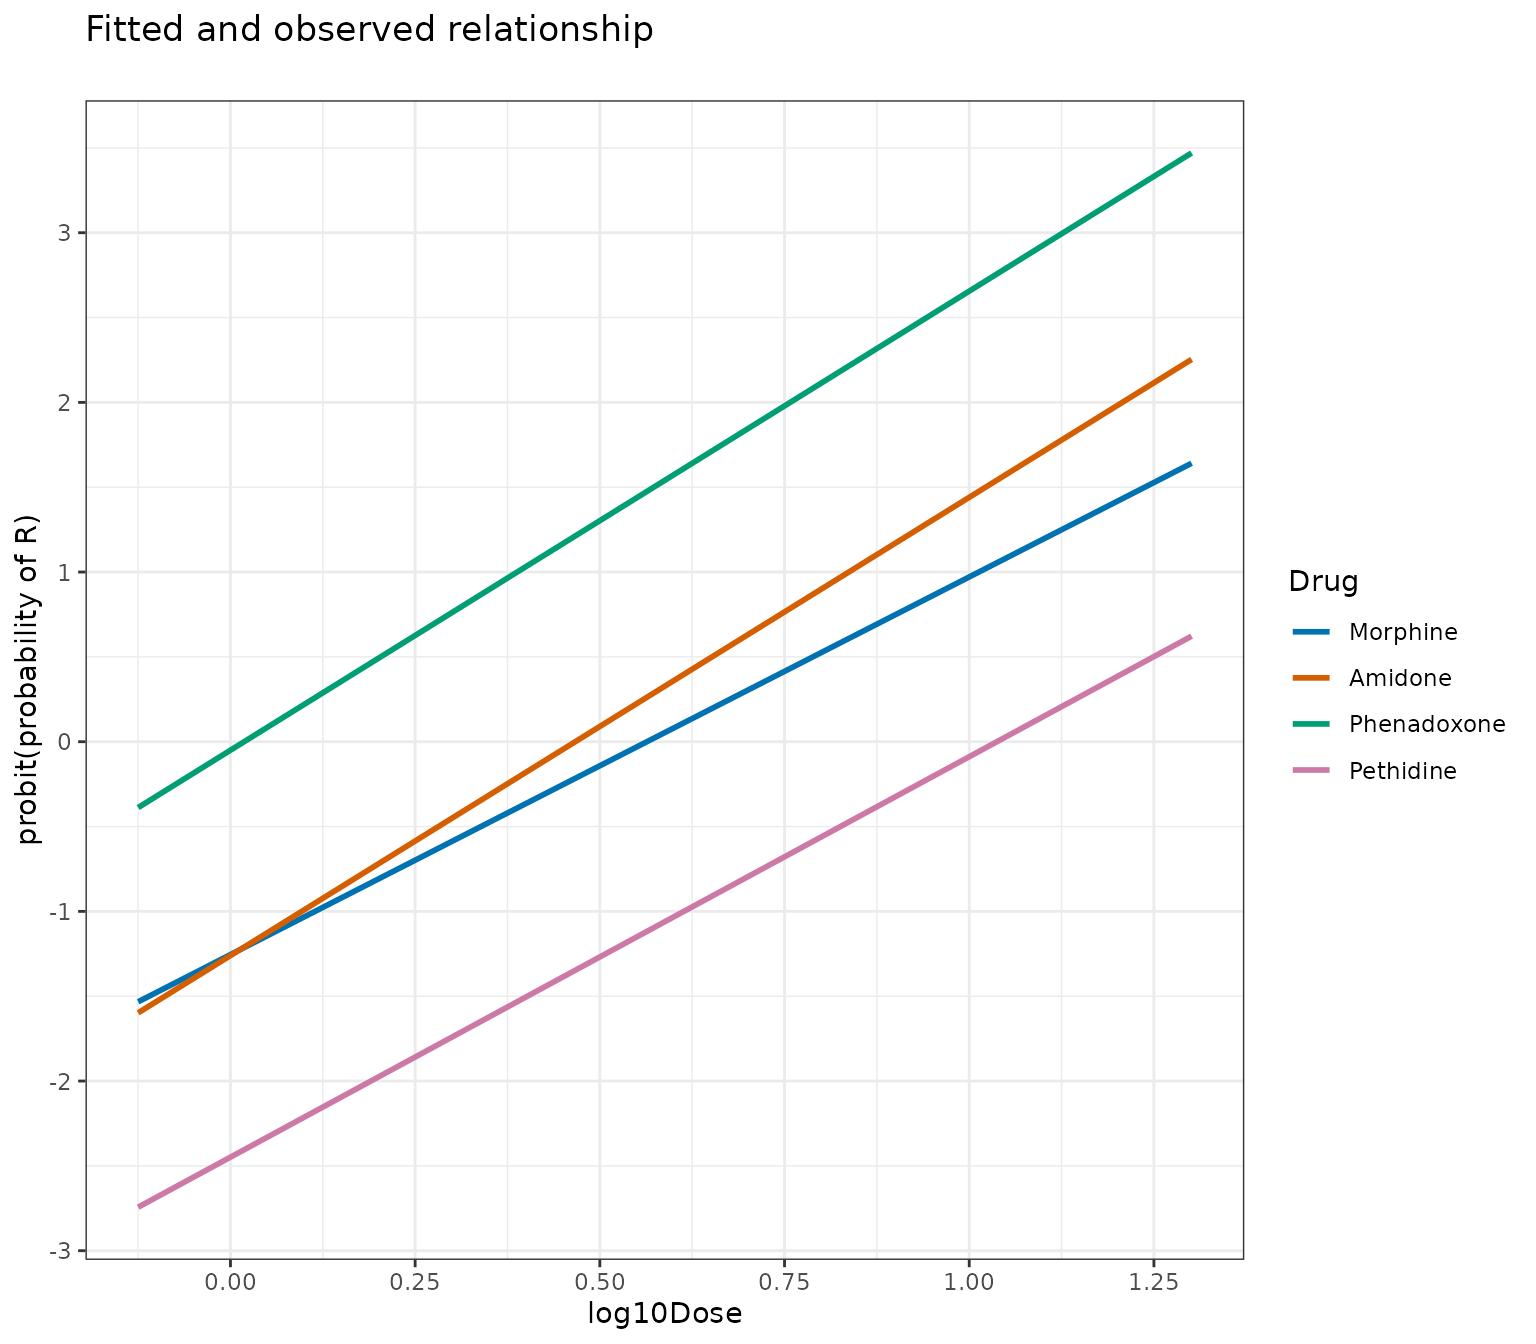 Fitted and observed relationship
probit(probability of R)
3
2
1
0
-1
-2
-3
0.00
0.25
0.50
0.75
1.00
1.25
log10Dose
Drug
Morphine
Amidone
Phenadoxone
Pethidine